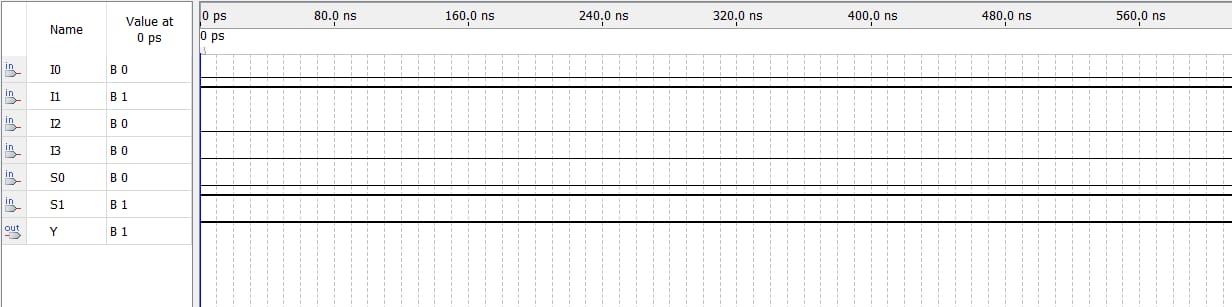 Name Value at 0 ps
0 ps 80.0 ns 160.0 ns 240.0 ns 320.0 ns 400.0 ns 480.0 ns 560.0 ns
0 ps
in I0 B 0
in I1 B 1
in I2 B 0
in I3 B 0
in S0 B 0
in S1 B 1
out Y B 1